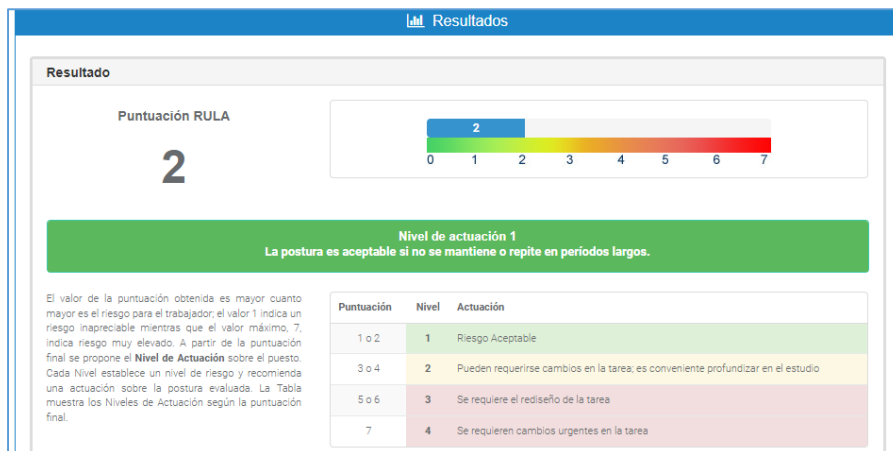 Resultados
Resultado
Puntuación RULA
2
2
0 1 2 3 4 5 6 7
Nivel de actuación 1
La postura es aceptable si no se mantiene o repite en períodos largos.
El valor de la puntuación obtenida es mayor cuanto
mayor es el riesgo para el trabajador; el valor 1 indica un
riesgo inapreciable mientras que el valor máximo, 7,
indica riesgo muy elevado. A partir de la puntuación
final se propone el Nivel de Actuación sobre el puesto.
Cada Nivel establece un nivel de riesgo y recomienda
una actuación sobre la postura evaluada. La Tabla
muestra los Niveles de Actuación según la puntuación
final.
Puntuación Nivel Actuación
1 o 2 1 Riesgo Aceptable
3 o 4 2 Pueden requerirse cambios en la tarea; es conveniente profundizar en el estudio
5 o 6 3 Se requiere el rediseño de la tarea
7 4 Se requieren cambios urgentes en la tarea